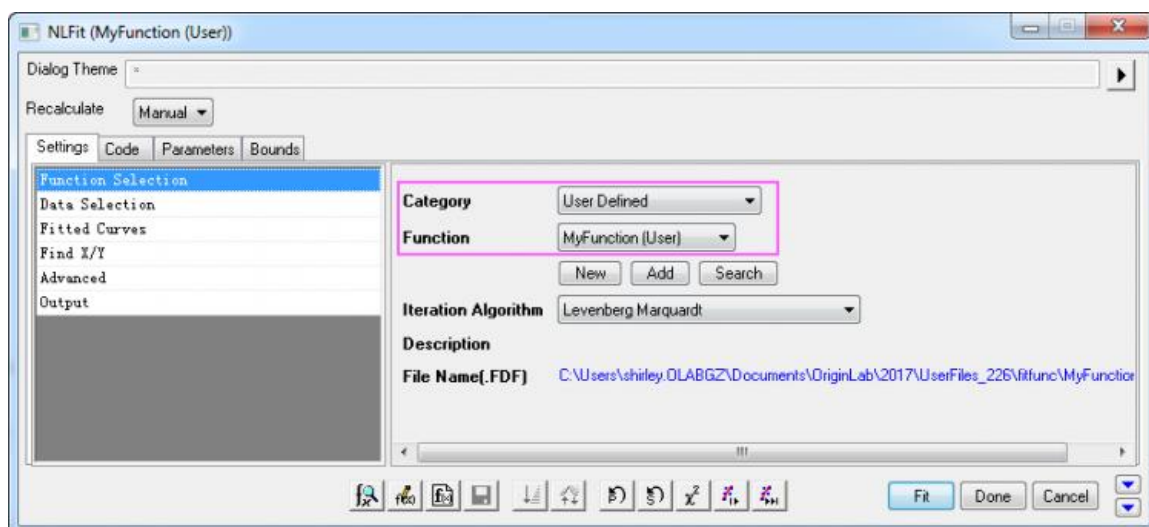 NLFit (MyFunction (User))
Dialog Theme *
Recalculate Manual
Settings Code Parameters Bounds
Function Selection
Data Selection
Fitted Curves
Find X/Y
Advanced
Output
Category User Defined
Function MyFunction (User)
New Add Search
Iteration Algorithm Levenberg Marquardt
Description
File Name(.FDF) C:\Users\shirley.OLABGZ\Documents\OriginLab\2017\UserFiles_226\fitfunc\MyFunction
Fit Done Cancel